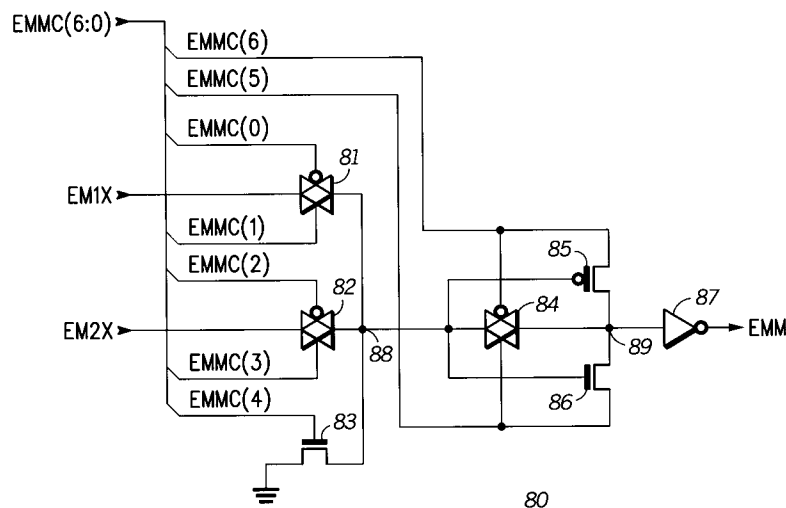 EMMC(6:0)
EMMC(6)
EMMC(5)
EMMC(0)
81
EM1X
EMMC(1)
EMMC(2)
82
EM2X
88
EMMC(3)
EMMC(4)
83
84
85
86
87
89
EMM
80